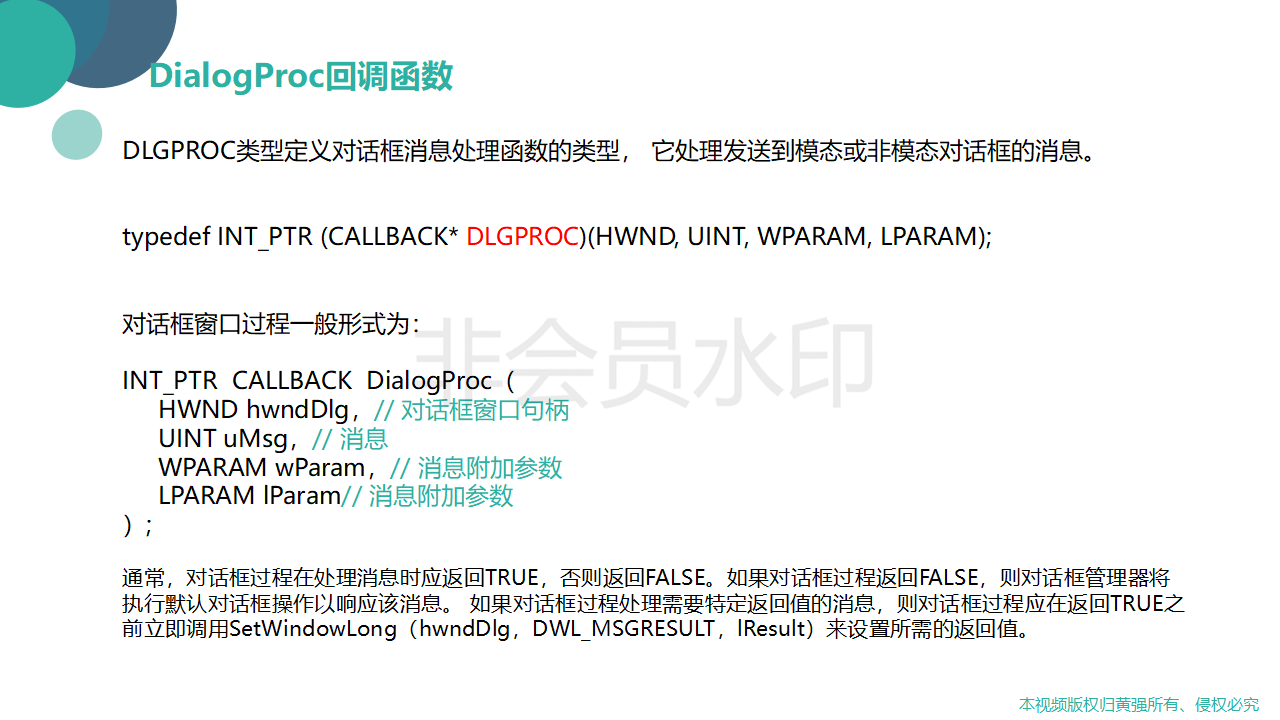 DialogProc回调函数
DLGPROC类型定义对话框消息处理函数的类型， 它处理发送到模态或非模态对话框的消息。
typedef INT_PTR (CALLBACK* DLGPROC)(HWND, UINT, WPARAM, LPARAM);
对话框窗口过程一般形式为：
非会员水印
INT_PTR CALLBACK DialogProc（
HWND hwndDlg，// 对话框窗口句柄
UINT uMsg，// 消息
WPARAM wParam，// 消息附加参数
LPARAM lParam// 消息附加参数
）;
通常，对话框过程在处理消息时应返回TRUE，否则返回FALSE。如果对话框过程返回FALSE，则对话框管理器将
执行默认对话框操作以响应该消息。 如果对话框过程处理需要特定返回值的消息，则对话框过程应在返回TRUE之
前立即调用SetWindowLong（hwndDlg，DWL_MSGRESULT，lResult）来设置所需的返回值。
本视频版权归黄强所有、侵权必究